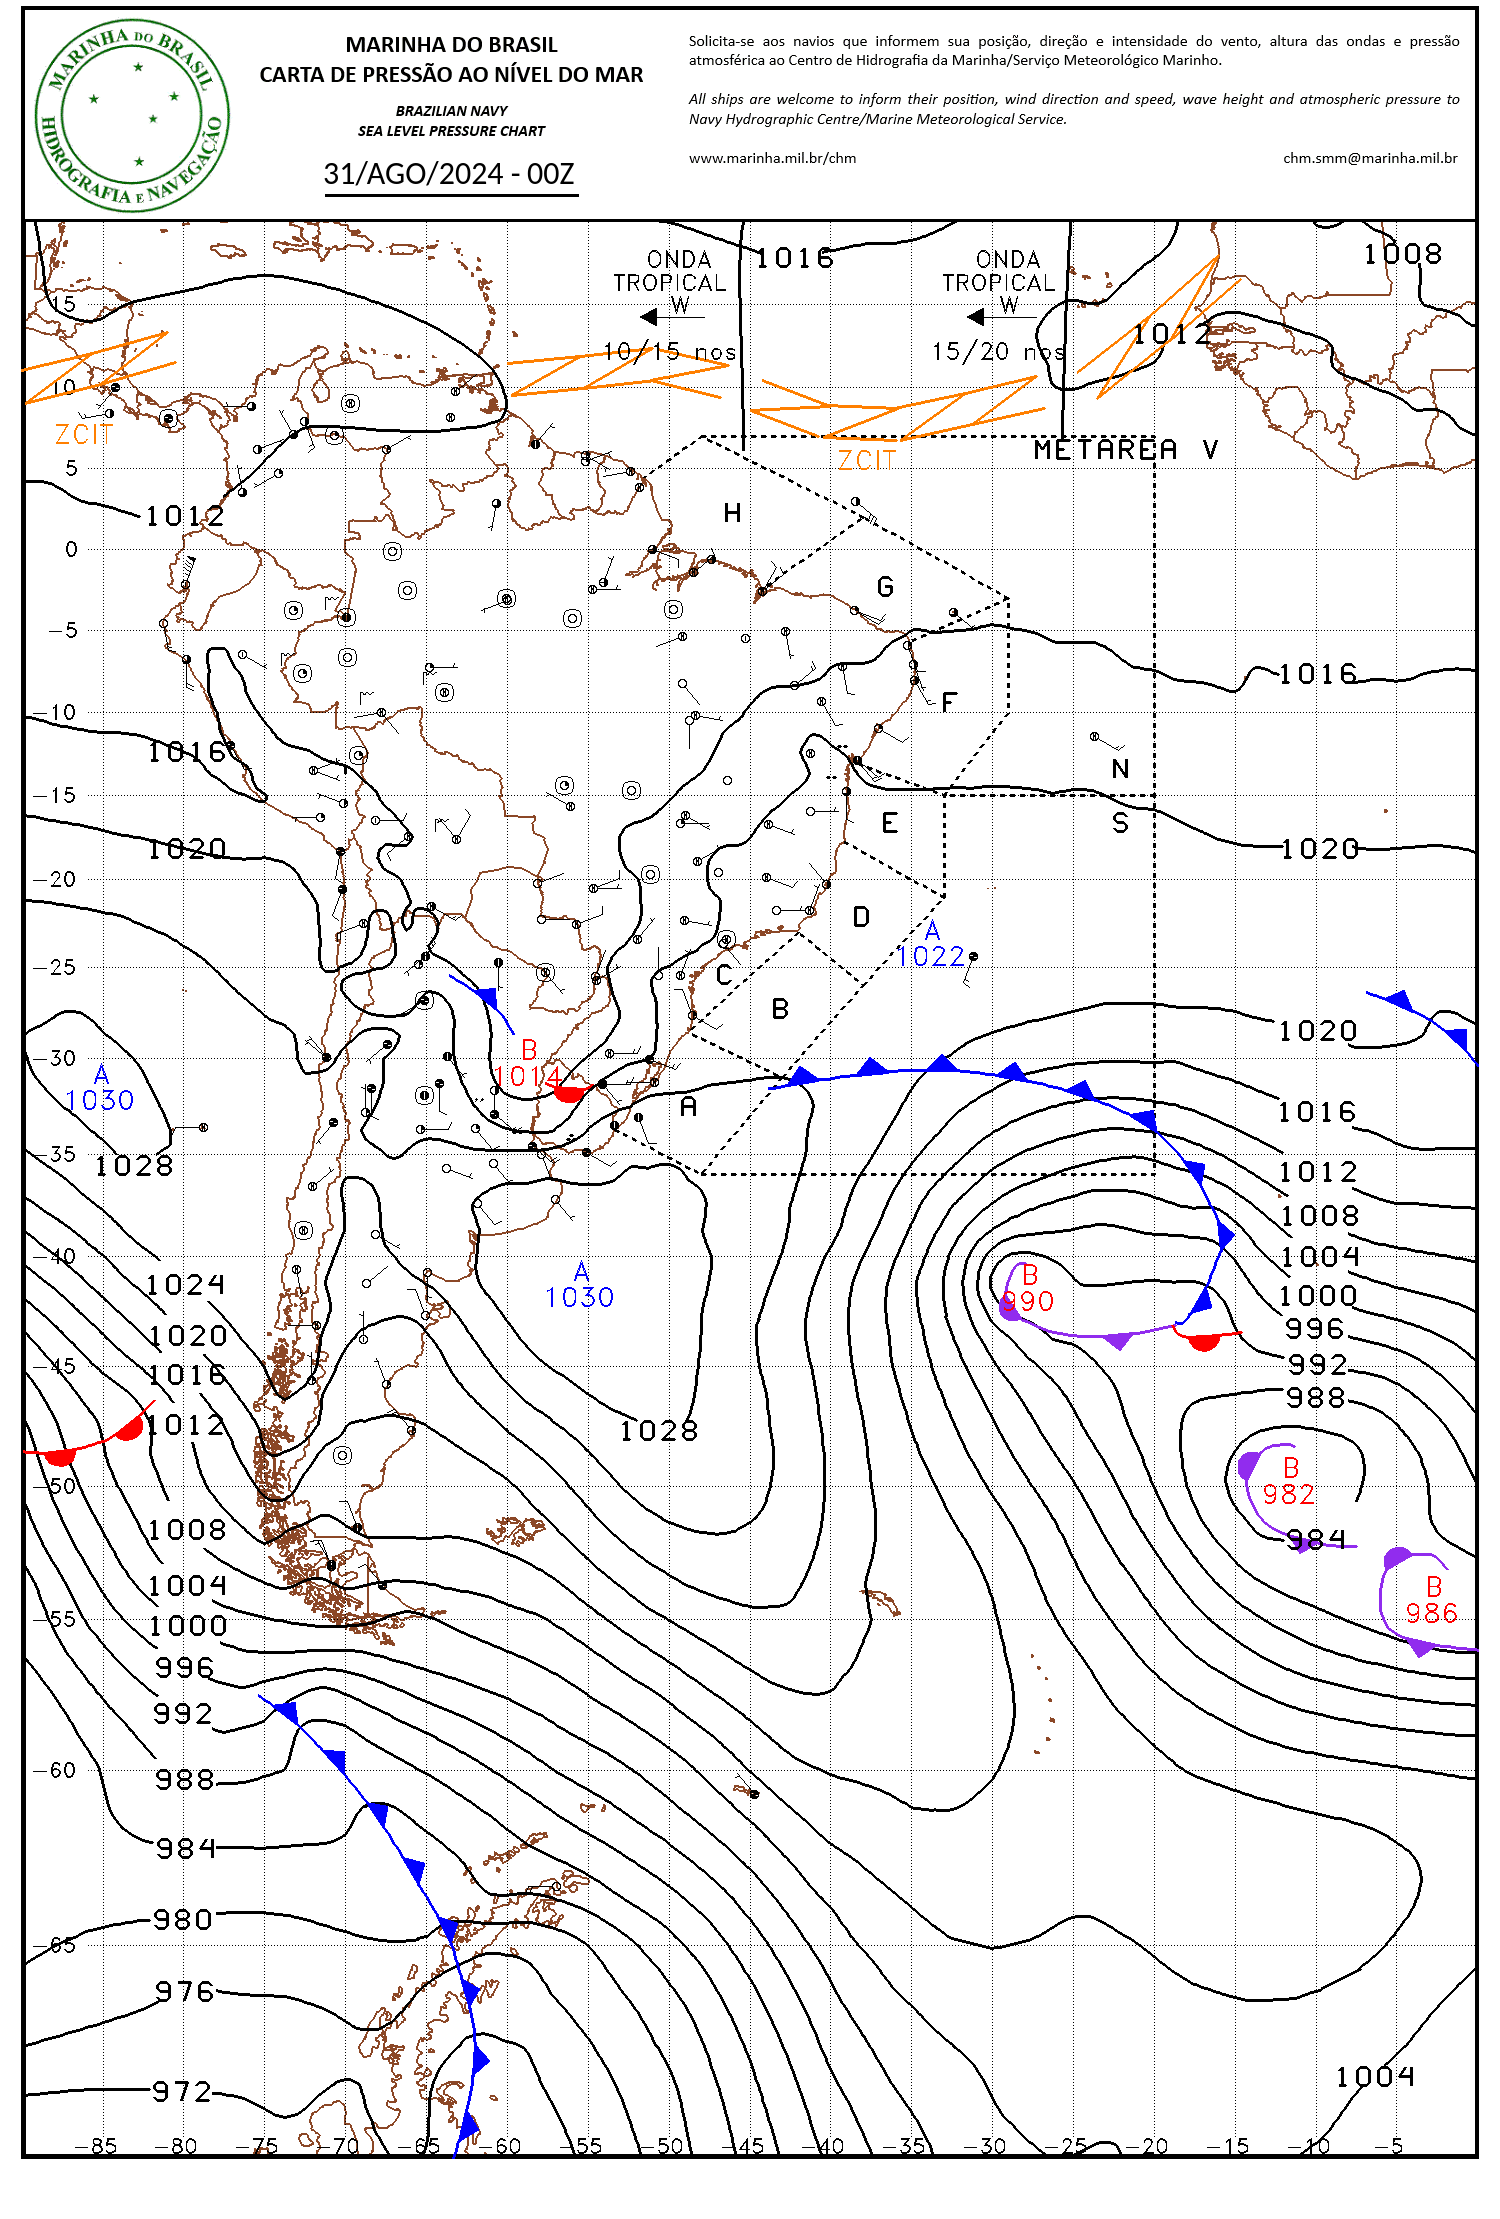 MARINHA DO BRASIL
HIDROGRAFIA E NAVEGAÇÃO
MARINHA DO BRASIL
CARTA DE PRESSÃO AO NÍVEL DO MAR
BRAZILIAN NAVY
SEA LEVEL PRESSURE CHART
31/AGO/2024 - 00Z
Solicita-se aos navios que informem sua posição, direção e intensidade do vento, altura das ondas e pressão
atmosférica ao Centro de Hidrografia da Marinha/Serviço Meteorológico Marinho.
All ships are welcome to inform their position, wind direction and speed, wave height and atmospheric pressure to
Navy Hydrographic Centre/Marine Meteorological Service.
www.marinha.mil.br/chm
chm.smm@marinha.mil.br
ONDA
TROPICAL
W
10/15 nos
1016
ONDA
TROPICAL
W
15/20 nos
1008
1012
15
10
ZCIT
ZCIT
METAREA V
5
1012
H
0
G
-5
1016
F
-10
1016
N
-15
E
S
1020
1020
-20
D
A
1022
-25
C
B
1020
-30
B
1014
A
1030
A
1016
-35
1028
1012
1008
-40
1004
1024
A
1030
B
990
1000
1020
996
-45
1016
992
988
1012
1028
B
982
-50
1008
984
1004
B
986
-55
1000
996
992
-60
988
984
980
-65
976
972
1004
-85
-80
-75
-70
-65
-60
-55
-50
-45
-40
-35
-30
-25
-20
-15
-10
-5